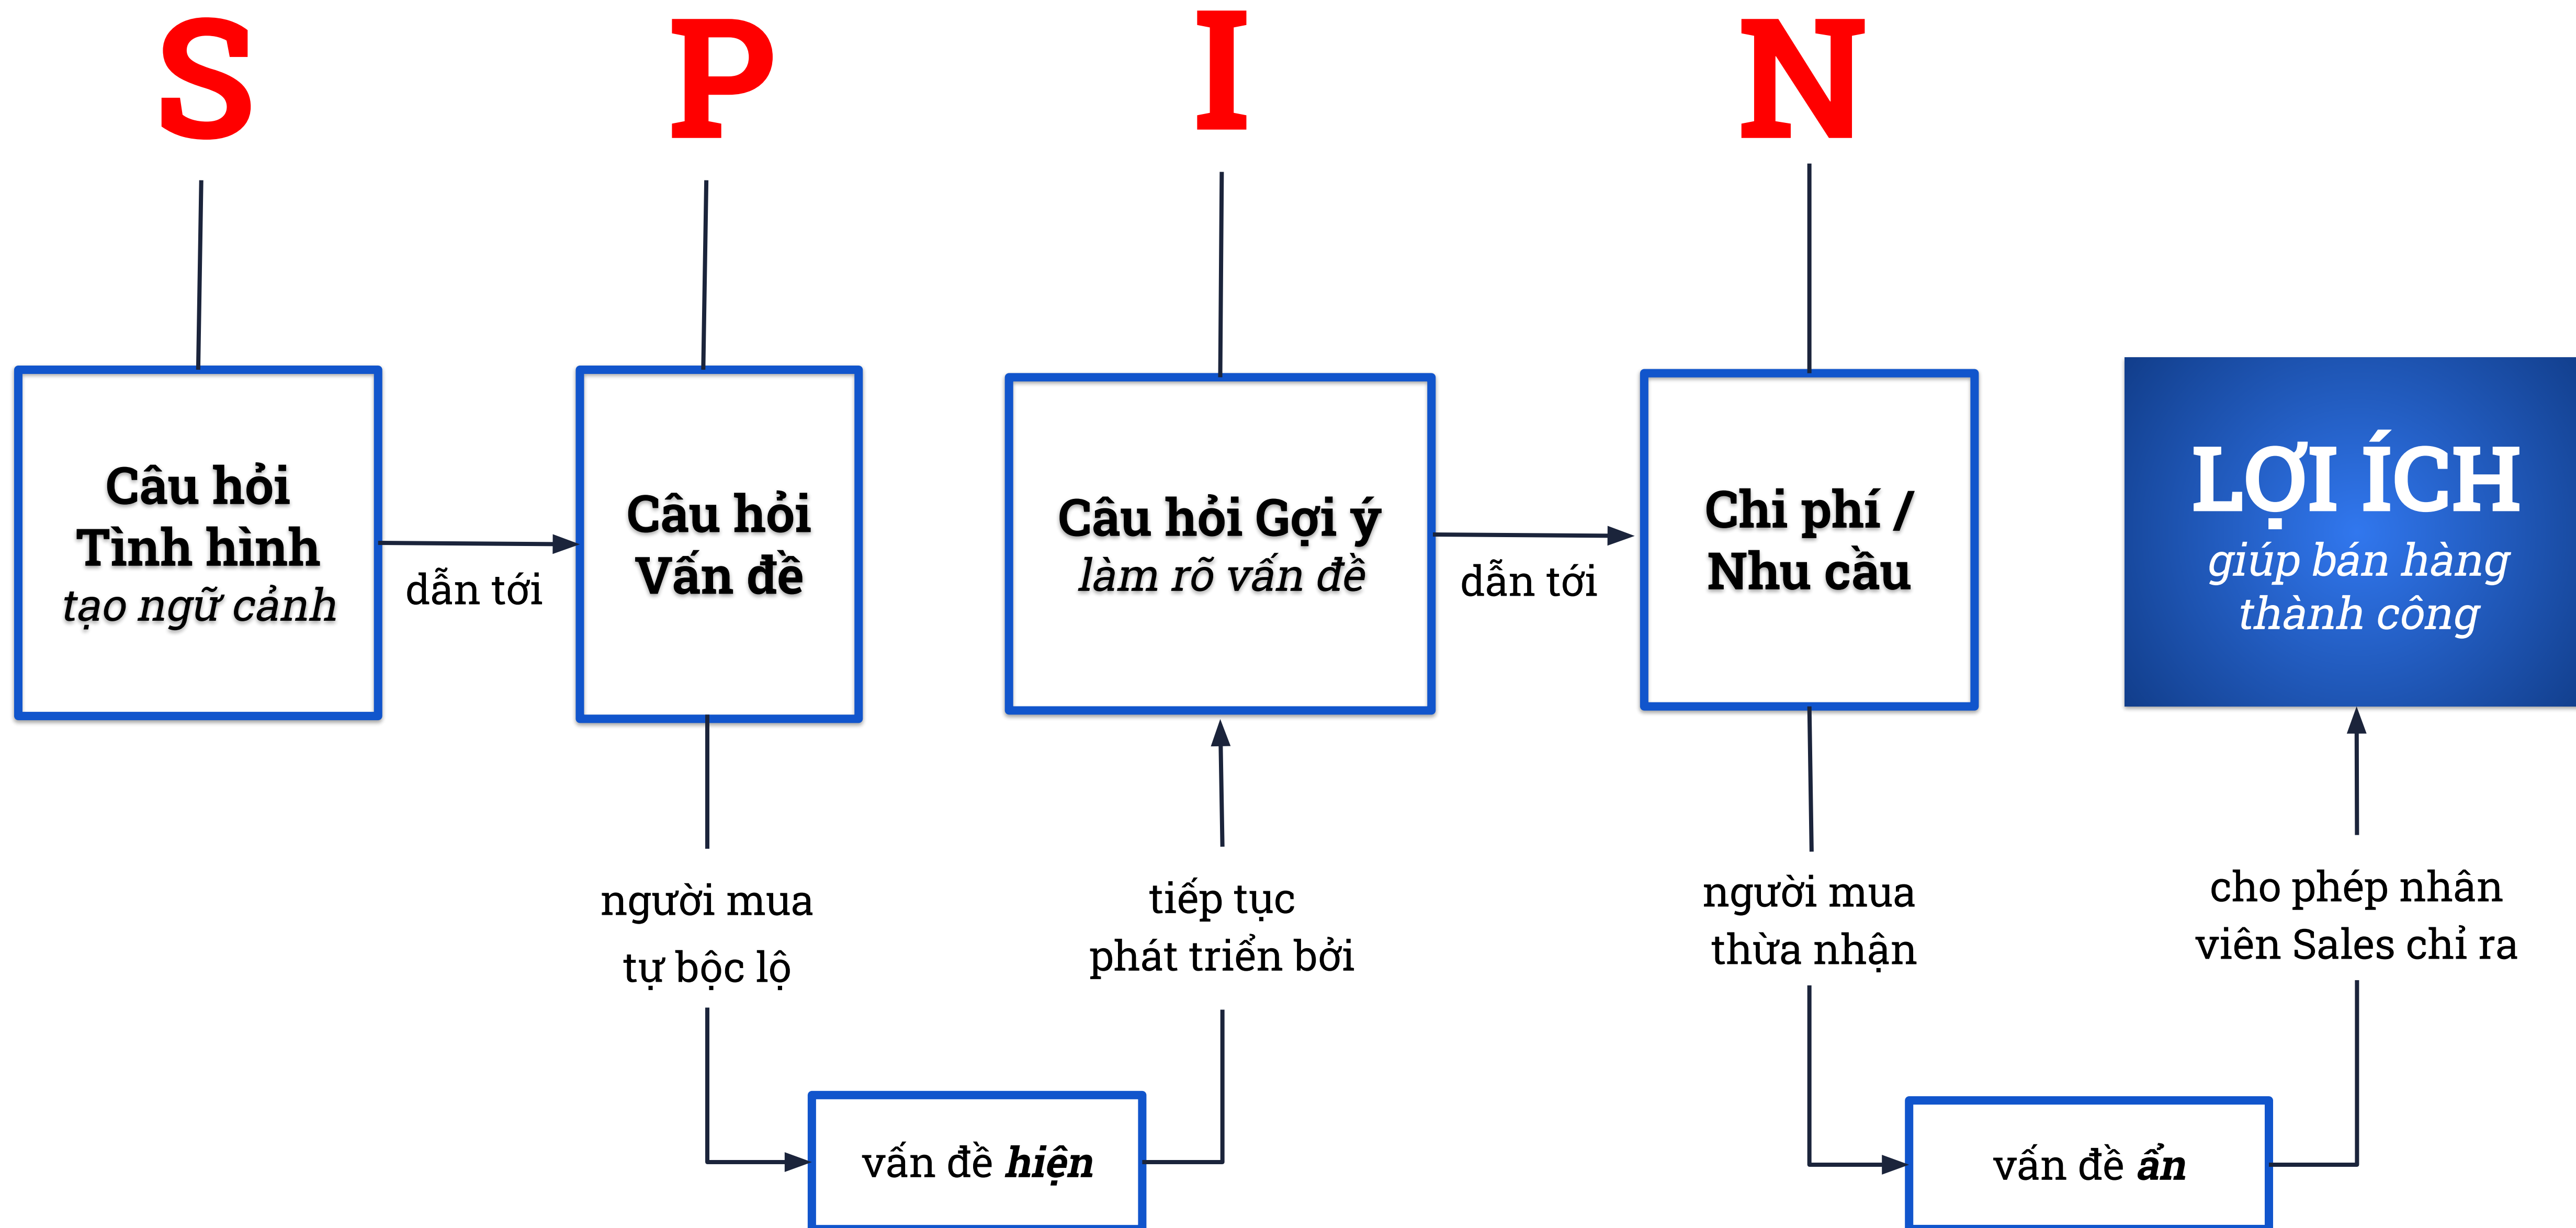 S
P
I
N
Câu hỏi
Tình hình
tạo ngữ cảnh
dẫn tới
Câu hỏi
Vấn đề
Câu hỏi Gợi ý
làm rõ vấn đề
dẫn tới
Chi phí /
Nhu cầu
LỢI ÍCH
giúp bán hàng
thành công
người mua
tự bộc lộ
tiếp tục
phát triển bởi
người mua
thừa nhận
cho phép nhân
viên Sales chỉ ra
vấn đề hiện
vấn đề ẩn